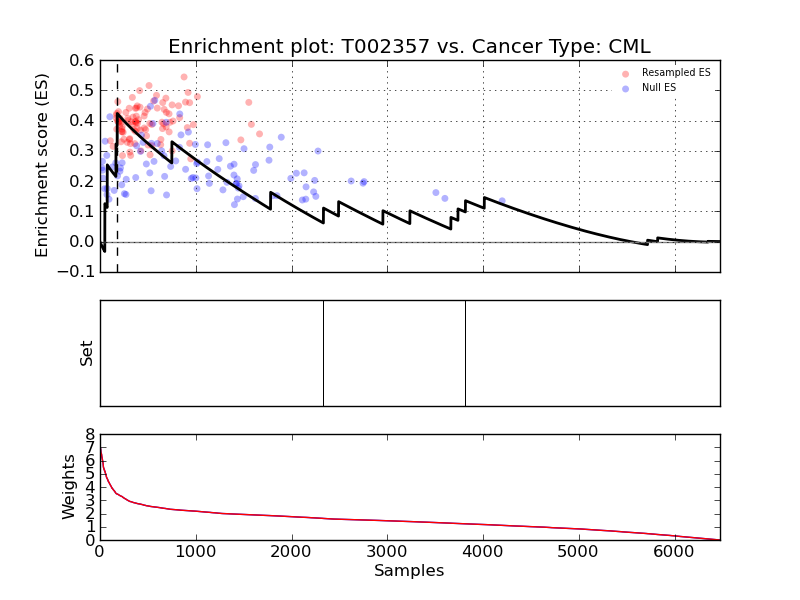 Enrichment plot: T002357 vs. Cancer Type: CML
Enrichment score (ES)
0.6
0.5
0.4
0.3
0.2
0.1
0.0
−0.1
Resampled ES
Null ES
Set
Weights
8
7
6
5
4
3
2
1
0
0 1000 2000 3000 4000 5000 6000
Samples